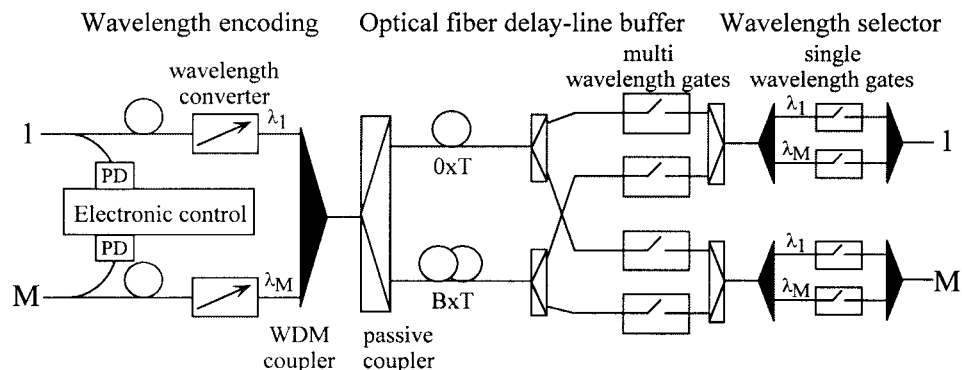 Wavelength encoding
Optical fiber delay-line buffer
Wavelength selector
wavelength
converter
multi
wavelength gates
single
wavelength gates
1
λ1
0xT
λ1
λM
1
PD
Electronic control
PD
M
λM
BxT
λ1
λM
M
WDM
coupler
passive
coupler